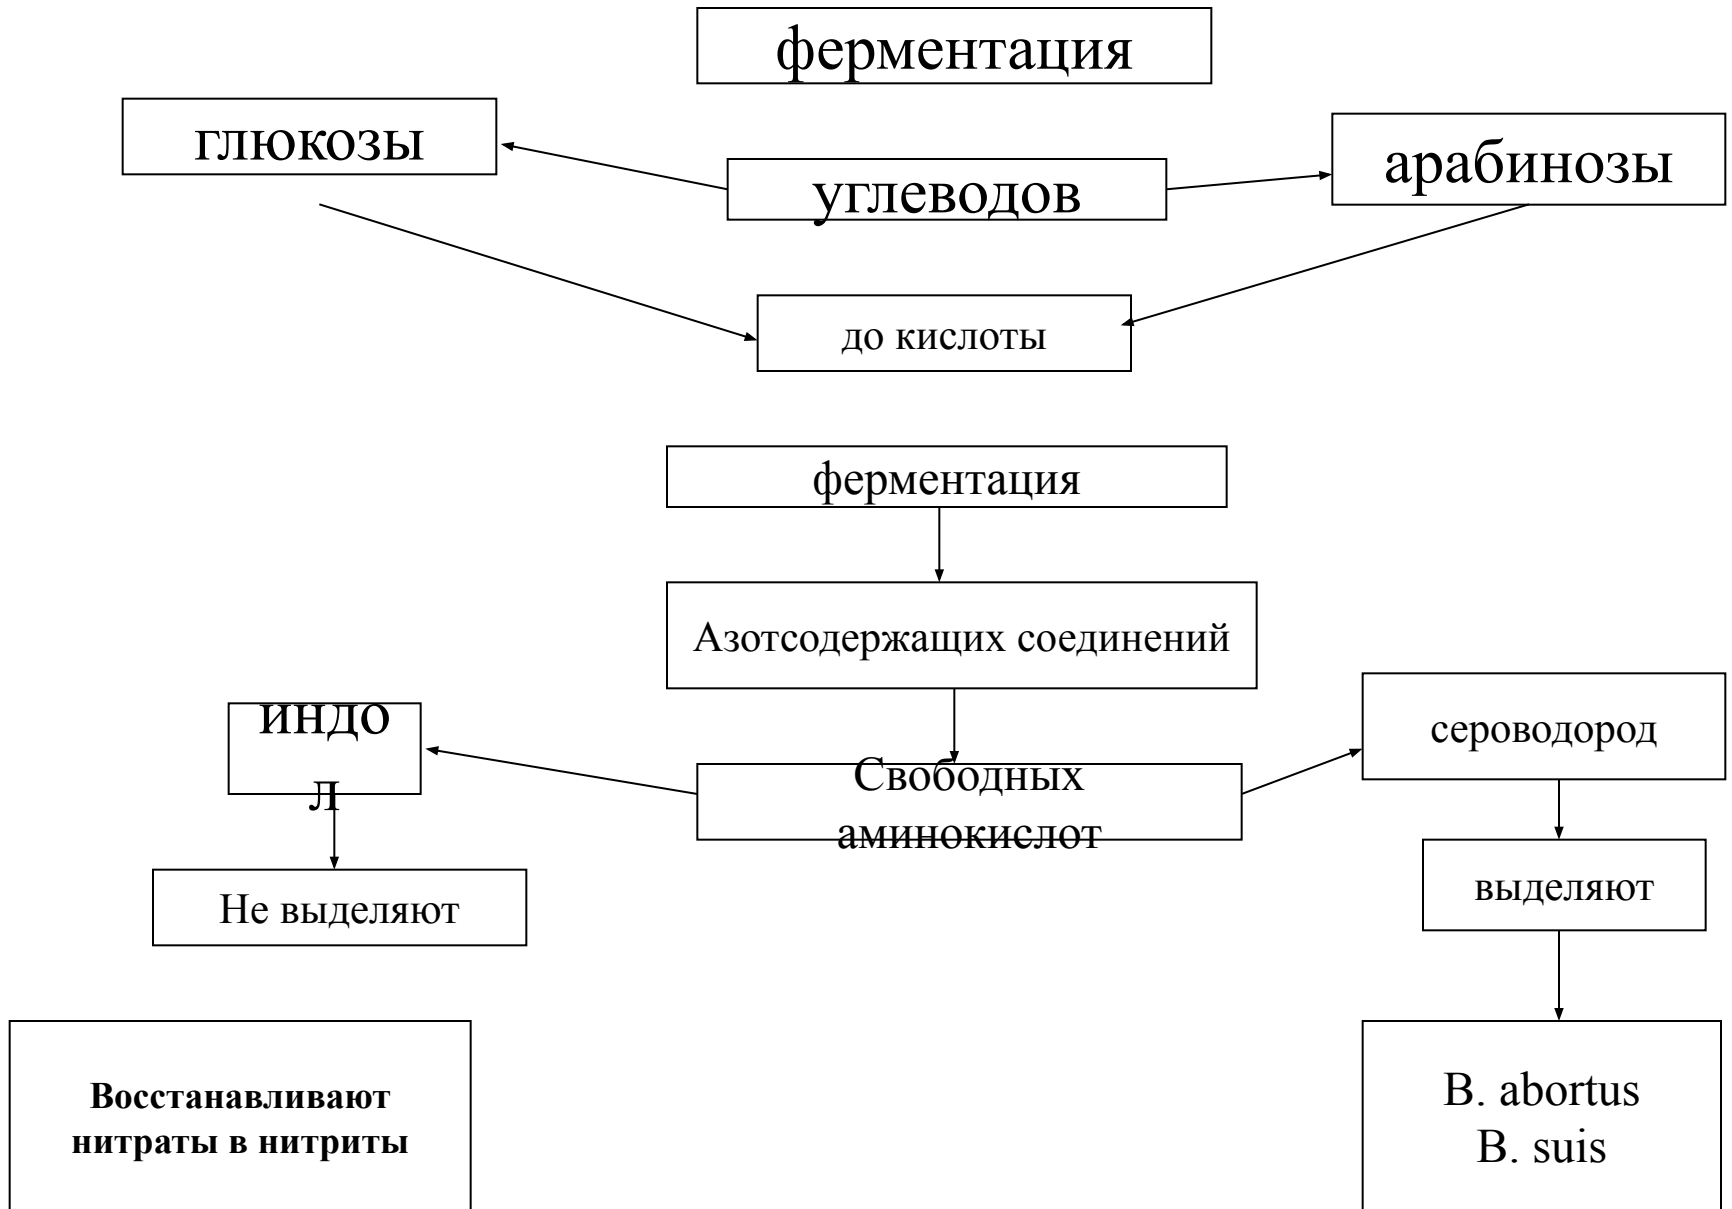 ферментация
глюкозы
углеводов
арабинозы
до кислоты
ферментация
Азотсодержащих соединений
индо
л
Свободных
аминокислот
сероводород
Не выделяют
выделяют
Восстанавливают
нитраты в нитриты
B. abortus
B. suis